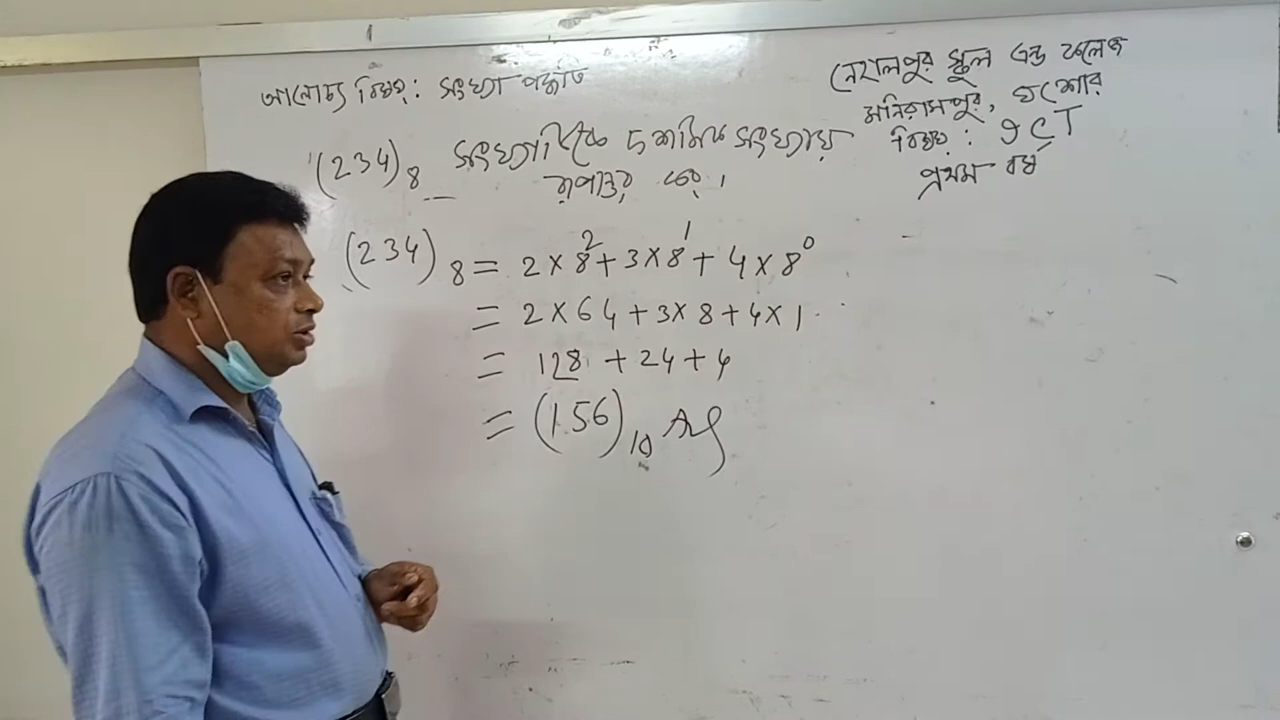 আলোচ্য বিষয়: সংখ্যা পদ্ধতি
নেহালপুর স্কুল এন্ড কলেজ
মনিরামপুর, যশোর
বিষয়: ICT
প্রথম বর্ষ
(234)₈ সংখ্যাটিকে দশমিক সংখ্যায়
রূপান্তর কর।
(234)₈ = 2 × 8² + 3 × 8¹ + 4 × 8⁰
= 2 × 64 + 3 × 8 + 4 × 1
= 128 + 24 + 4
= (156)₁₀ Ans